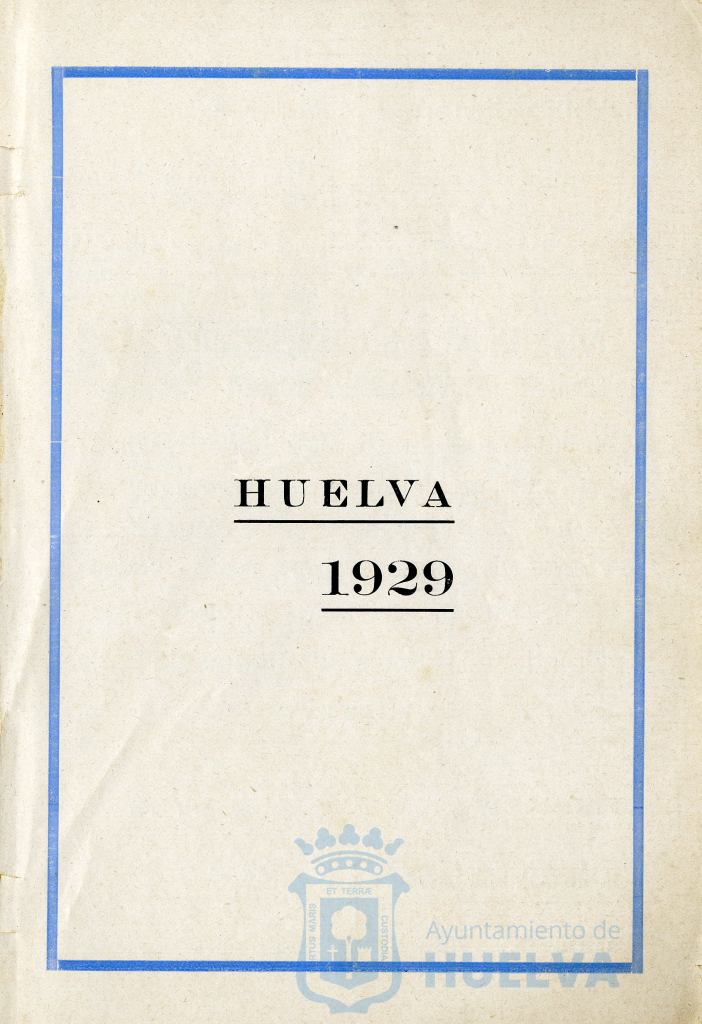 HUELVA
1929
ET TERRÆ
CUSTODIA
Ayuntamiento de
HUELVA